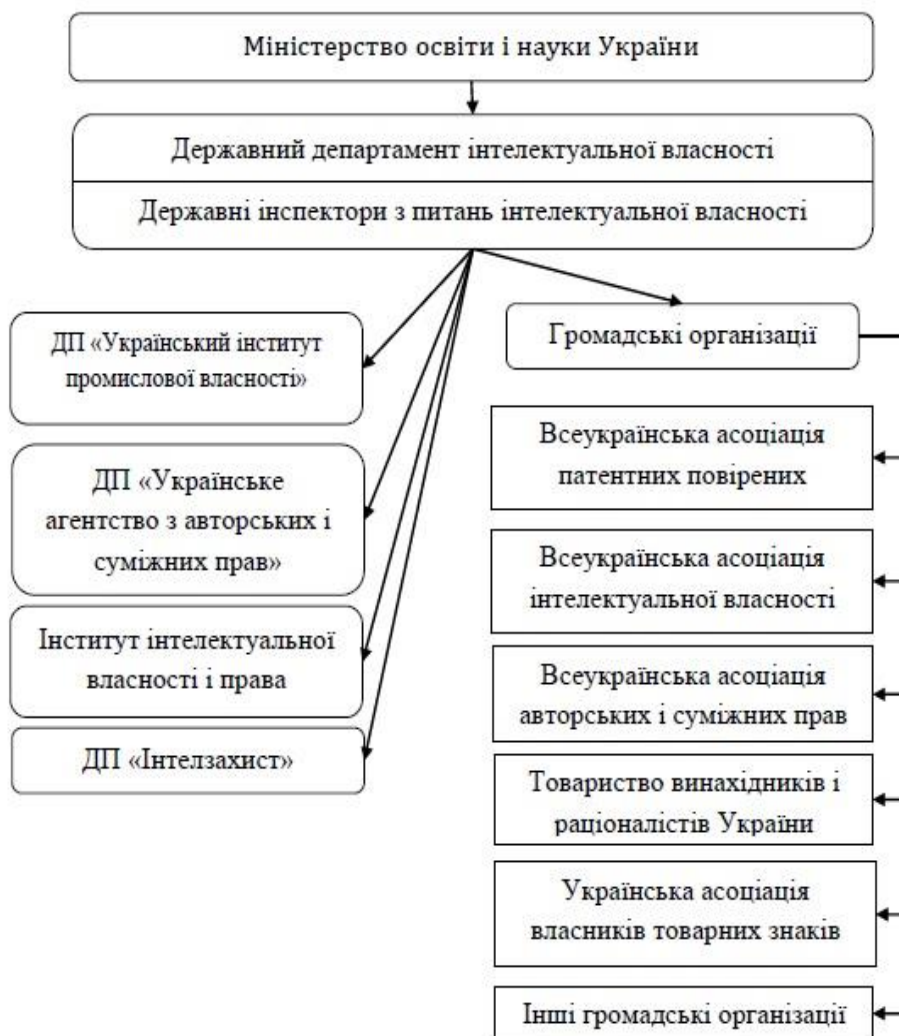 Міністерство освіти і науки України
Державний департамент інтелектуальної власності
Державні інспектори з питань інтелектуальної власності
ДП «Український інститут
промислової власності»
ДП «Українське
агентство з авторських і
суміжних прав»
Інститут інтелектуальної
власності і права
ДП «Інтелзахист»
Громадські організації
Всеукраїнська асоціація
патентних повірених
Всеукраїнська асоціація
інтелектуальної власності
Всеукраїнська асоціація
авторських і суміжних прав
Товариство винахідників і
раціоналістів України
Українська асоціація
власників товарних знаків
Інші громадські організації